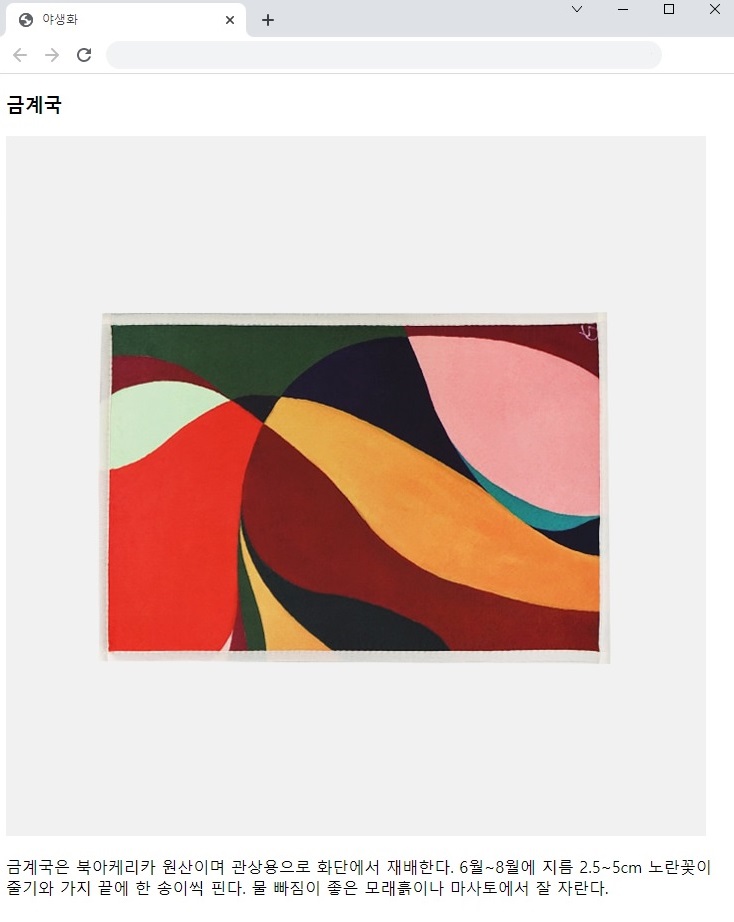 야생화
금계국
금계국은 북아케리카 원산이며 관상용으로 화단에서 재배한다. 6월~8월에 지름 2.5~5cm 노란꽃이
줄기와 가지 끝에 한 송이씩 핀다. 물 빠짐이 좋은 모래흙이나 마사토에서 잘 자란다.